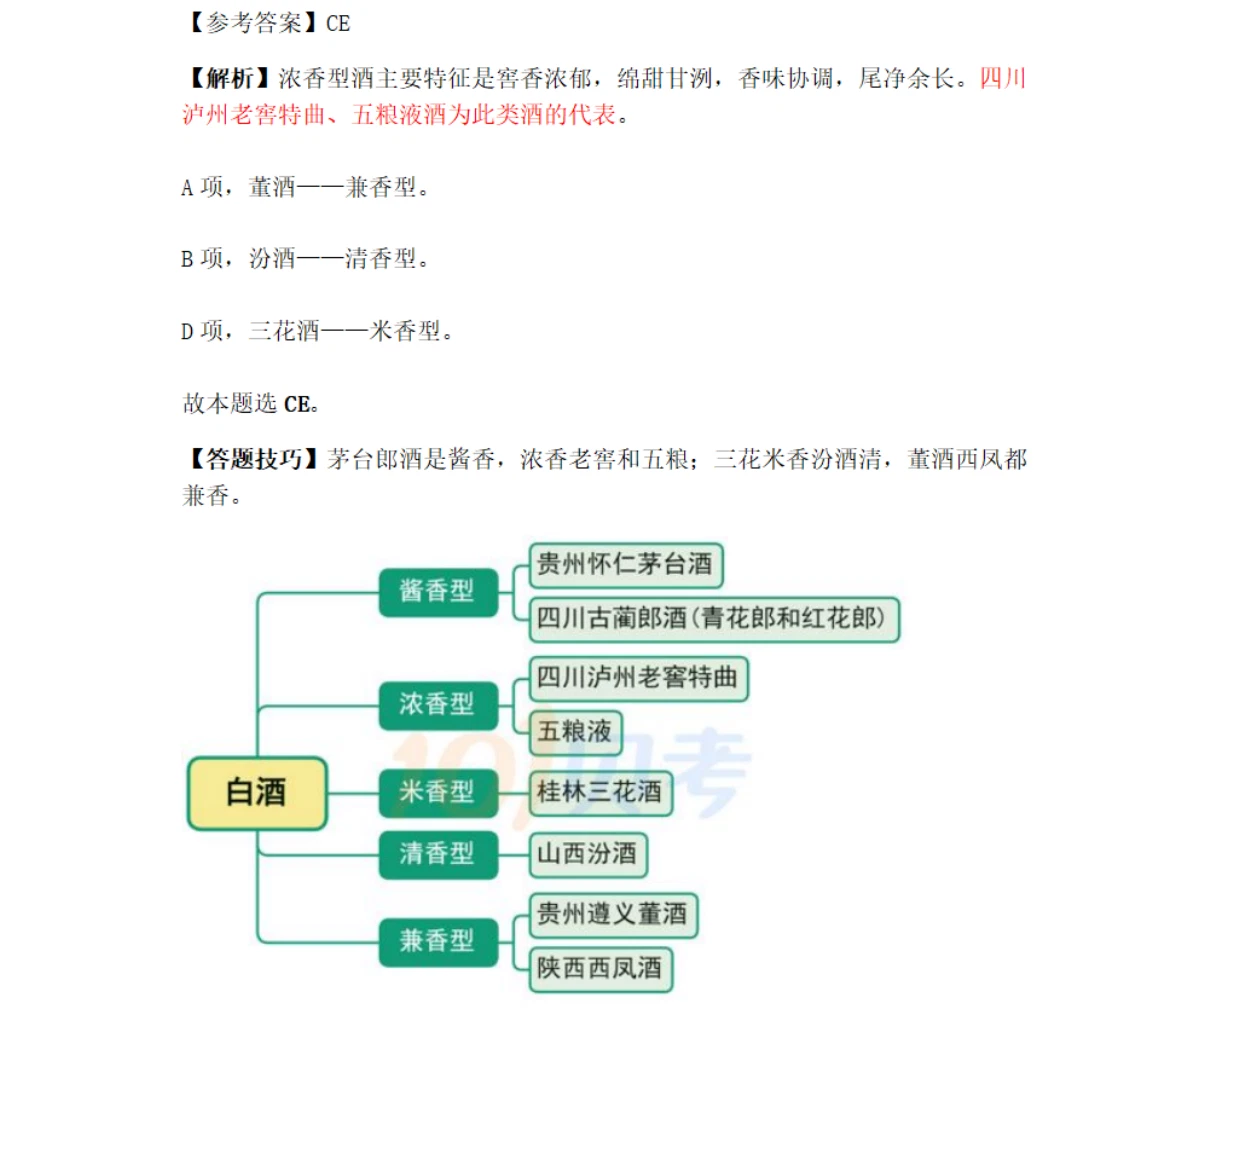 【参考答案】CE
【解析】浓香型酒主要特征是窖香浓郁，绵甜甘洌，香味协调，尾净余长。四川
泸州老窖特曲、五粮液酒为此类酒的代表。
A 项，董酒——兼香型。
B 项，汾酒——清香型。
D 项，三花酒——米香型。
故本题选 CE。
【答题技巧】茅台郎酒是酱香，浓香老窖和五粮；三花米香汾酒清，董酒西凤都
兼香。
白酒
酱香型
贵州怀仁茅台酒
四川古蔺郎酒(青花郎和红花郎)
浓香型
四川泸州老窖特曲
五粮液
米香型
桂林三花酒
清香型
山西汾酒
兼香型
贵州遵义董酒
陕西西凤酒
101贝考